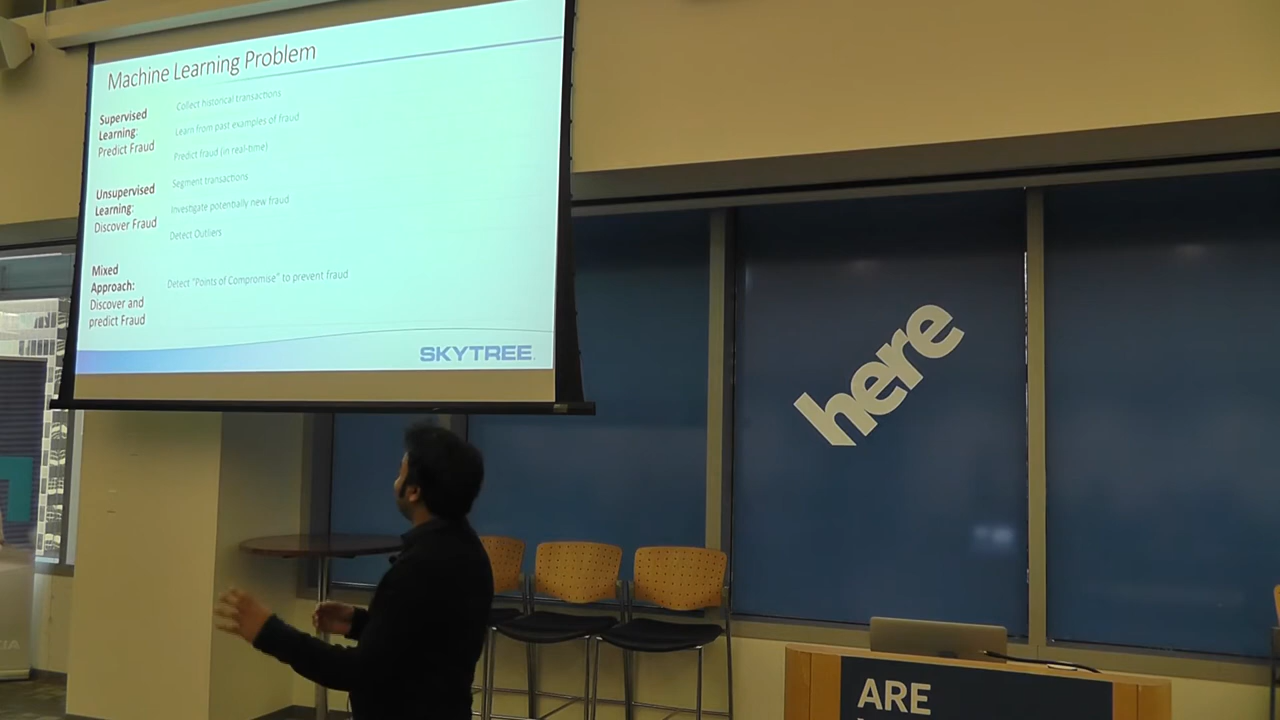 Machine Learning Problem
Supervised
Learning:
Predict Fraud
Collect historical transactions
Learn from past examples of fraud
Predict fraud (in real-time)
Unsupervised
Learning:
Discover Fraud
Segment transactions
Investigate potentially new fraud
Detect Outliers
Mixed
Approach:
Discover and
predict Fraud
Detect "Points of Compromise" to prevent fraud
SKYTREE
here
ARE